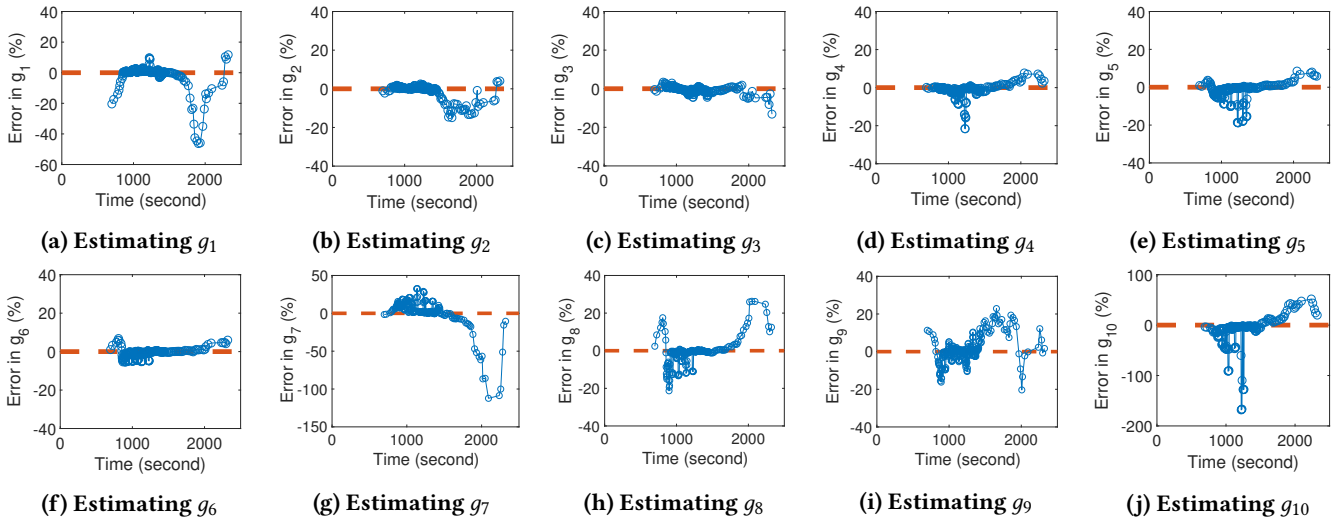 Error in g1 (%)
40
20
0
-20
-40
-60
0 1000 2000
Time (second)
(a) Estimating g1
Error in g2 (%)
40
20
0
-20
-40
0 1000 2000
Time (second)
(b) Estimating g2
Error in g3 (%)
40
20
0
-20
-40
0 1000 2000
Time (second)
(c) Estimating g3
Error in g4 (%)
40
20
0
-20
-40
0 1000 2000
Time (second)
(d) Estimating g4
Error in g5 (%)
40
20
0
-20
-40
0 1000 2000
Time (second)
(e) Estimating g5
Error in g6 (%)
40
20
0
-20
-40
0 1000 2000
Time (second)
(f) Estimating g6
Error in g7 (%)
50
0
-50
-100
-150
0 1000 2000
Time (second)
(g) Estimating g7
Error in g8 (%)
40
20
0
-20
-40
0 1000 2000
Time (second)
(h) Estimating g8
Error in g9 (%)
40
20
0
-20
-40
0 1000 2000
Time (second)
(i) Estimating g9
Error in g10 (%)
100
0
-100
-200
0 1000 2000
Time (second)
(j) Estimating g10